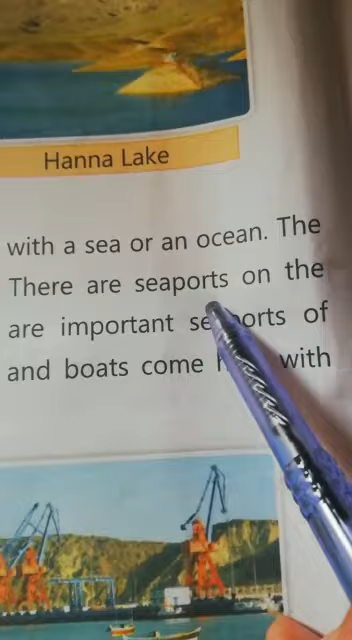 Hanna Lake
with a sea or an ocean. The
There are seaports on the
are important of
and boats come with